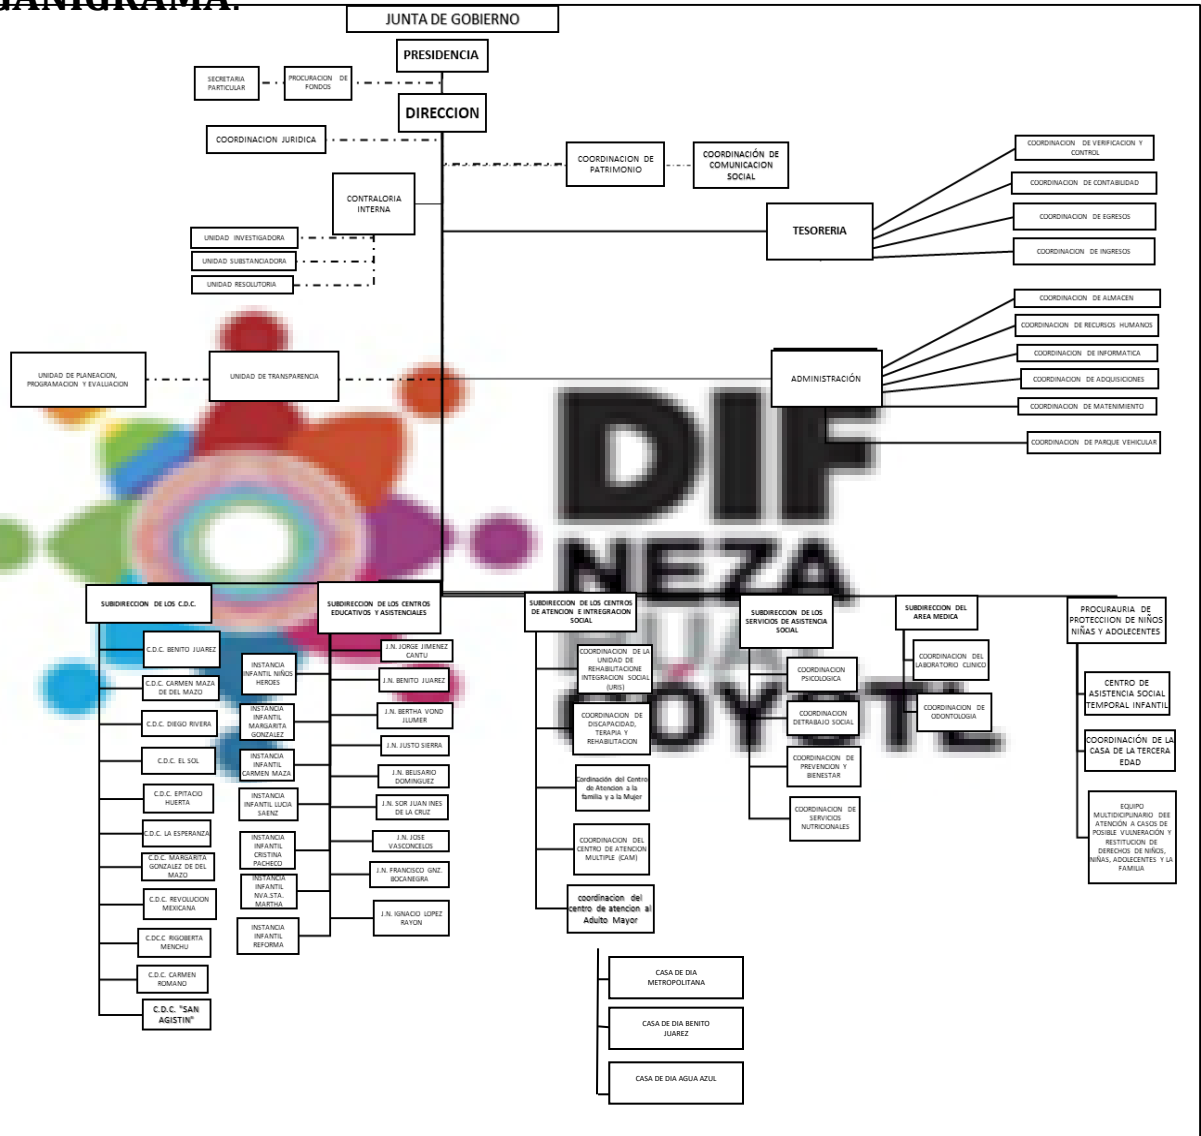 JUNTA DE GOBIERNO
PRESIDENCIA
SECRETARIA
PARTICULAR
PROCURACION DE
FONDOS
DIRECCION
COORDINACION JURIDICA
COORDINACION DE
PATRIMONIO
COORDINACIÓN DE
COMUNICACION
SOCIAL
CONTRALORIA
INTERNA
UNIDAD INVESTIGADORA
UNIDAD SUBSTANCIADORA
UNIDAD RESOLUTORIA
TESORERIA
COORDINACION DE VERIFICACION Y
CONTROL
COORDINACION DE CONTABILIDAD
COORDINACION DE EGRESOS
COORDINACION DE INGRESOS
UNIDAD DE PLANEACION,
PROGRAMACION Y EVALUACION
UNIDAD DE TRANSPARENCIA
ADMINISTRACIÓN
COORDINACION DE ALMACEN
COORDINACION DE RECURSOS HUMANOS
COORDINACION DE INFORMATICA
COORDINACION DE ADQUISICIONES
COORDINACION DE MATENIMIENTO
COORDINACION DE PARQUE VEHICULAR
DIF
NEZA
SUBDIRECCION DE LOS C.D.C.
C.D.C. BENITO JUAREZ
C.D.C. CARMEN MAZA
DE DEL MAZO
C.D.C. DIEGO RIVERA
C.D.C. EL SOL
C.D.C. EPITACIO
HUERTA
C.D.C. LA ESPERANZA
C.D.C. MARGARITA
GONZALEZ DE DEL
MAZO
C.D.C. REVOLUCION
MEXICANA
C.DC.C RIGOBERTA
MENCHU
C.D.C. CARMEN
ROMANO
C.D.C. "SAN
AGISTIN"
SUBDIRECCION DE LOS CENTROS
EDUCATIVOS Y ASISTENCIALES
INSTANCIA
INFANTIL NIÑOS
HEROES
INSTANCIA
INFANTIL
MARGARITA
GONZALEZ
INSTANCIA
INFANTIL
CARMEN MAZA
INSTANCIA
INFANTIL LUCIA
SAENZ
INSTANCIA
INFANTIL
CRISTINA
PACHECO
INSTANCIA
INFANTIL
NVA.STA.
MARTHA
INSTANCIA
INFANTIL
REFORMA
J.N. JORGE JIMENEZ
CANTU
J.N. BENITO JUAREZ
J.N. BERTHA VOND
JLUMER
J.N. JUSTO SIERRA
J.N. BELISARIO
DOMINGUEZ
J.N. SOR JUAN INES
DE LA CRUZ
J.N. JOSE
VASCONCELOS
J.N. FRANCISCO GNZ.
BOCANEGRA
J.N. IGNACIO LOPEZ
RAYON
SUBDIRECCION DE LOS CENTROS
DE ATENCION E INTEGRACION
SOCIAL
COORDINACION DE LA
UNIDAD DE
REHABILITACIONE
INTEGRACION SOCIAL
(URIS)
COORDINACION DE
DISCAPACIDAD,
TERAPIA Y
REHABILITACION
Cordinación del Centro
de Atencion a la
familia y a la Mujer
COORDINACION DEL
CENTRO DE ATENCION
MULTIPLE (CAM)
coordinacion del
centro de atencion al
Adulto Mayor
CASA DE DIA
METROPOLITANA
CASA DE DIA BENITO
JUAREZ
CASA DE DIA AGUA AZUL
SUBDIRECCION DE LOS
SERVICIOS DE ASISTENCIA
SOCIAL
COORDINACION
PSICOLOGICA
COORDINACION
DETRABAJO SOCIAL
COORDINACION DE
PREVENCION Y
BIENESTAR
COORDINACION DE
SERVICIOS
NUTRICIONALES
SUBDIRECCION DEL
AREA MEDICA
COORDINACION DEL
LABORATORIO CLINICO
COORDINACION DE
ODONTOLOGIA
PROCURAURIA DE
PROTECCIION DE NIÑOS
NIÑAS Y ADOLECENTES
CENTRO DE
ASISTENCIA SOCIAL
TEMPORAL INFANTIL
COORDINACIÓN DE LA
CASA DE LA TERCERA
EDAD
EQUIPO
MULTIDICIPLINARIO DEE
ATENCIÓN A CASOS DE
POSIBLE VULNERACIÓN Y
RESTITUCION DE
DERECHOS DE NIÑOS,
NIÑAS, ADOLECENTES Y LA
FAMILIA